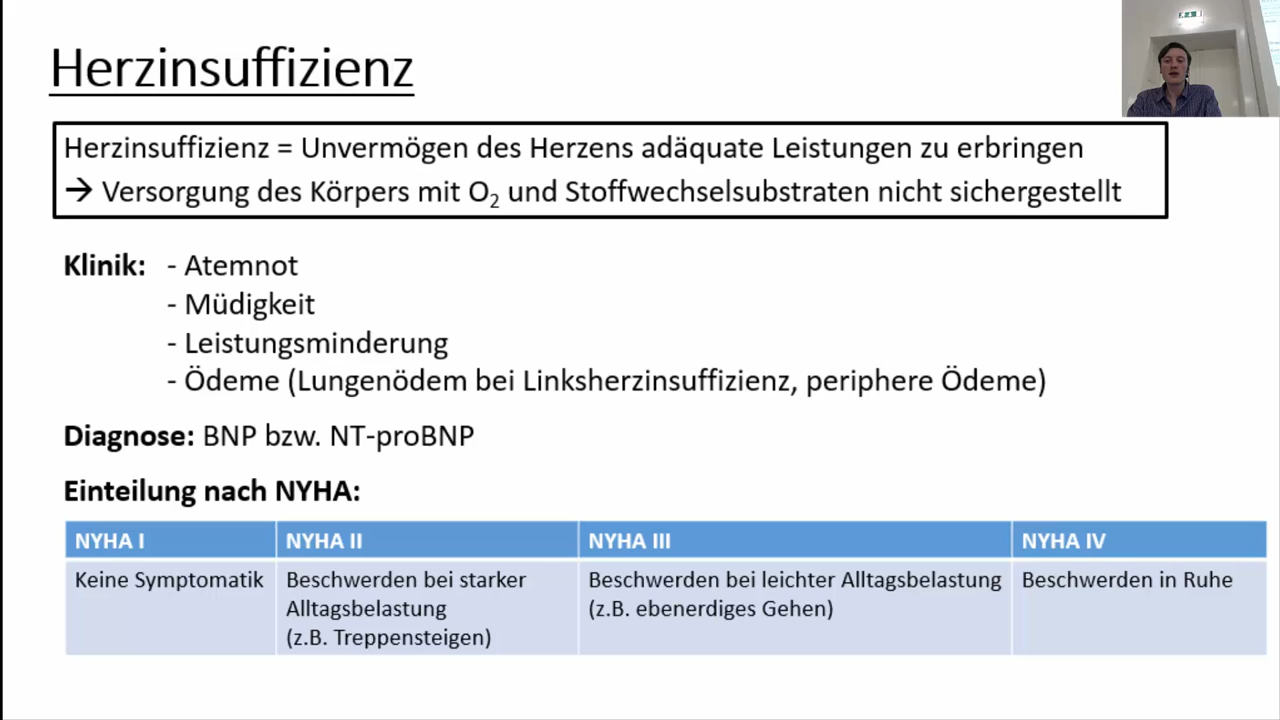 Herzinsuffizienz
Herzinsuffizienz = Unvermögen des Herzens adäquate Leistungen zu erbringen
→ Versorgung des Körpers mit O₂ und Stoffwechselsubstraten nicht sichergestellt
Klinik: - Atemnot
- Müdigkeit
- Leistungsminderung
- Ödeme (Lungenödem bei Linksherzinsuffizienz, periphere Ödeme)
Diagnose: BNP bzw. NT-proBNP
Einteilung nach NYHA:
NYHA I NYHA II NYHA III NYHA IV
Keine Symptomatik
Beschwerden bei starker
Alltagsbelastung
(z.B. Treppensteigen)
Beschwerden bei leichter Alltagsbelastung
(z.B. ebenerdiges Gehen)
Beschwerden in Ruhe